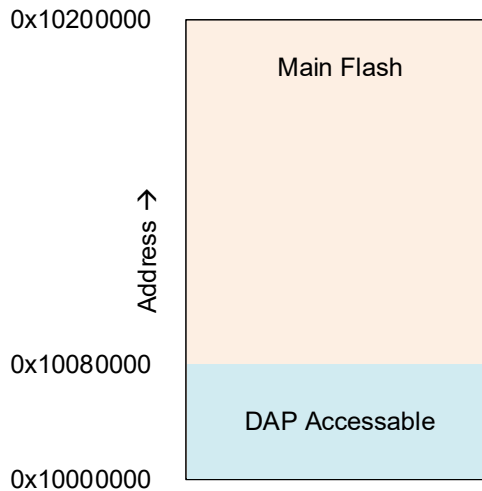 0x10200000
Main Flash
Address →
0x10080000
DAP Accessable
0x10000000